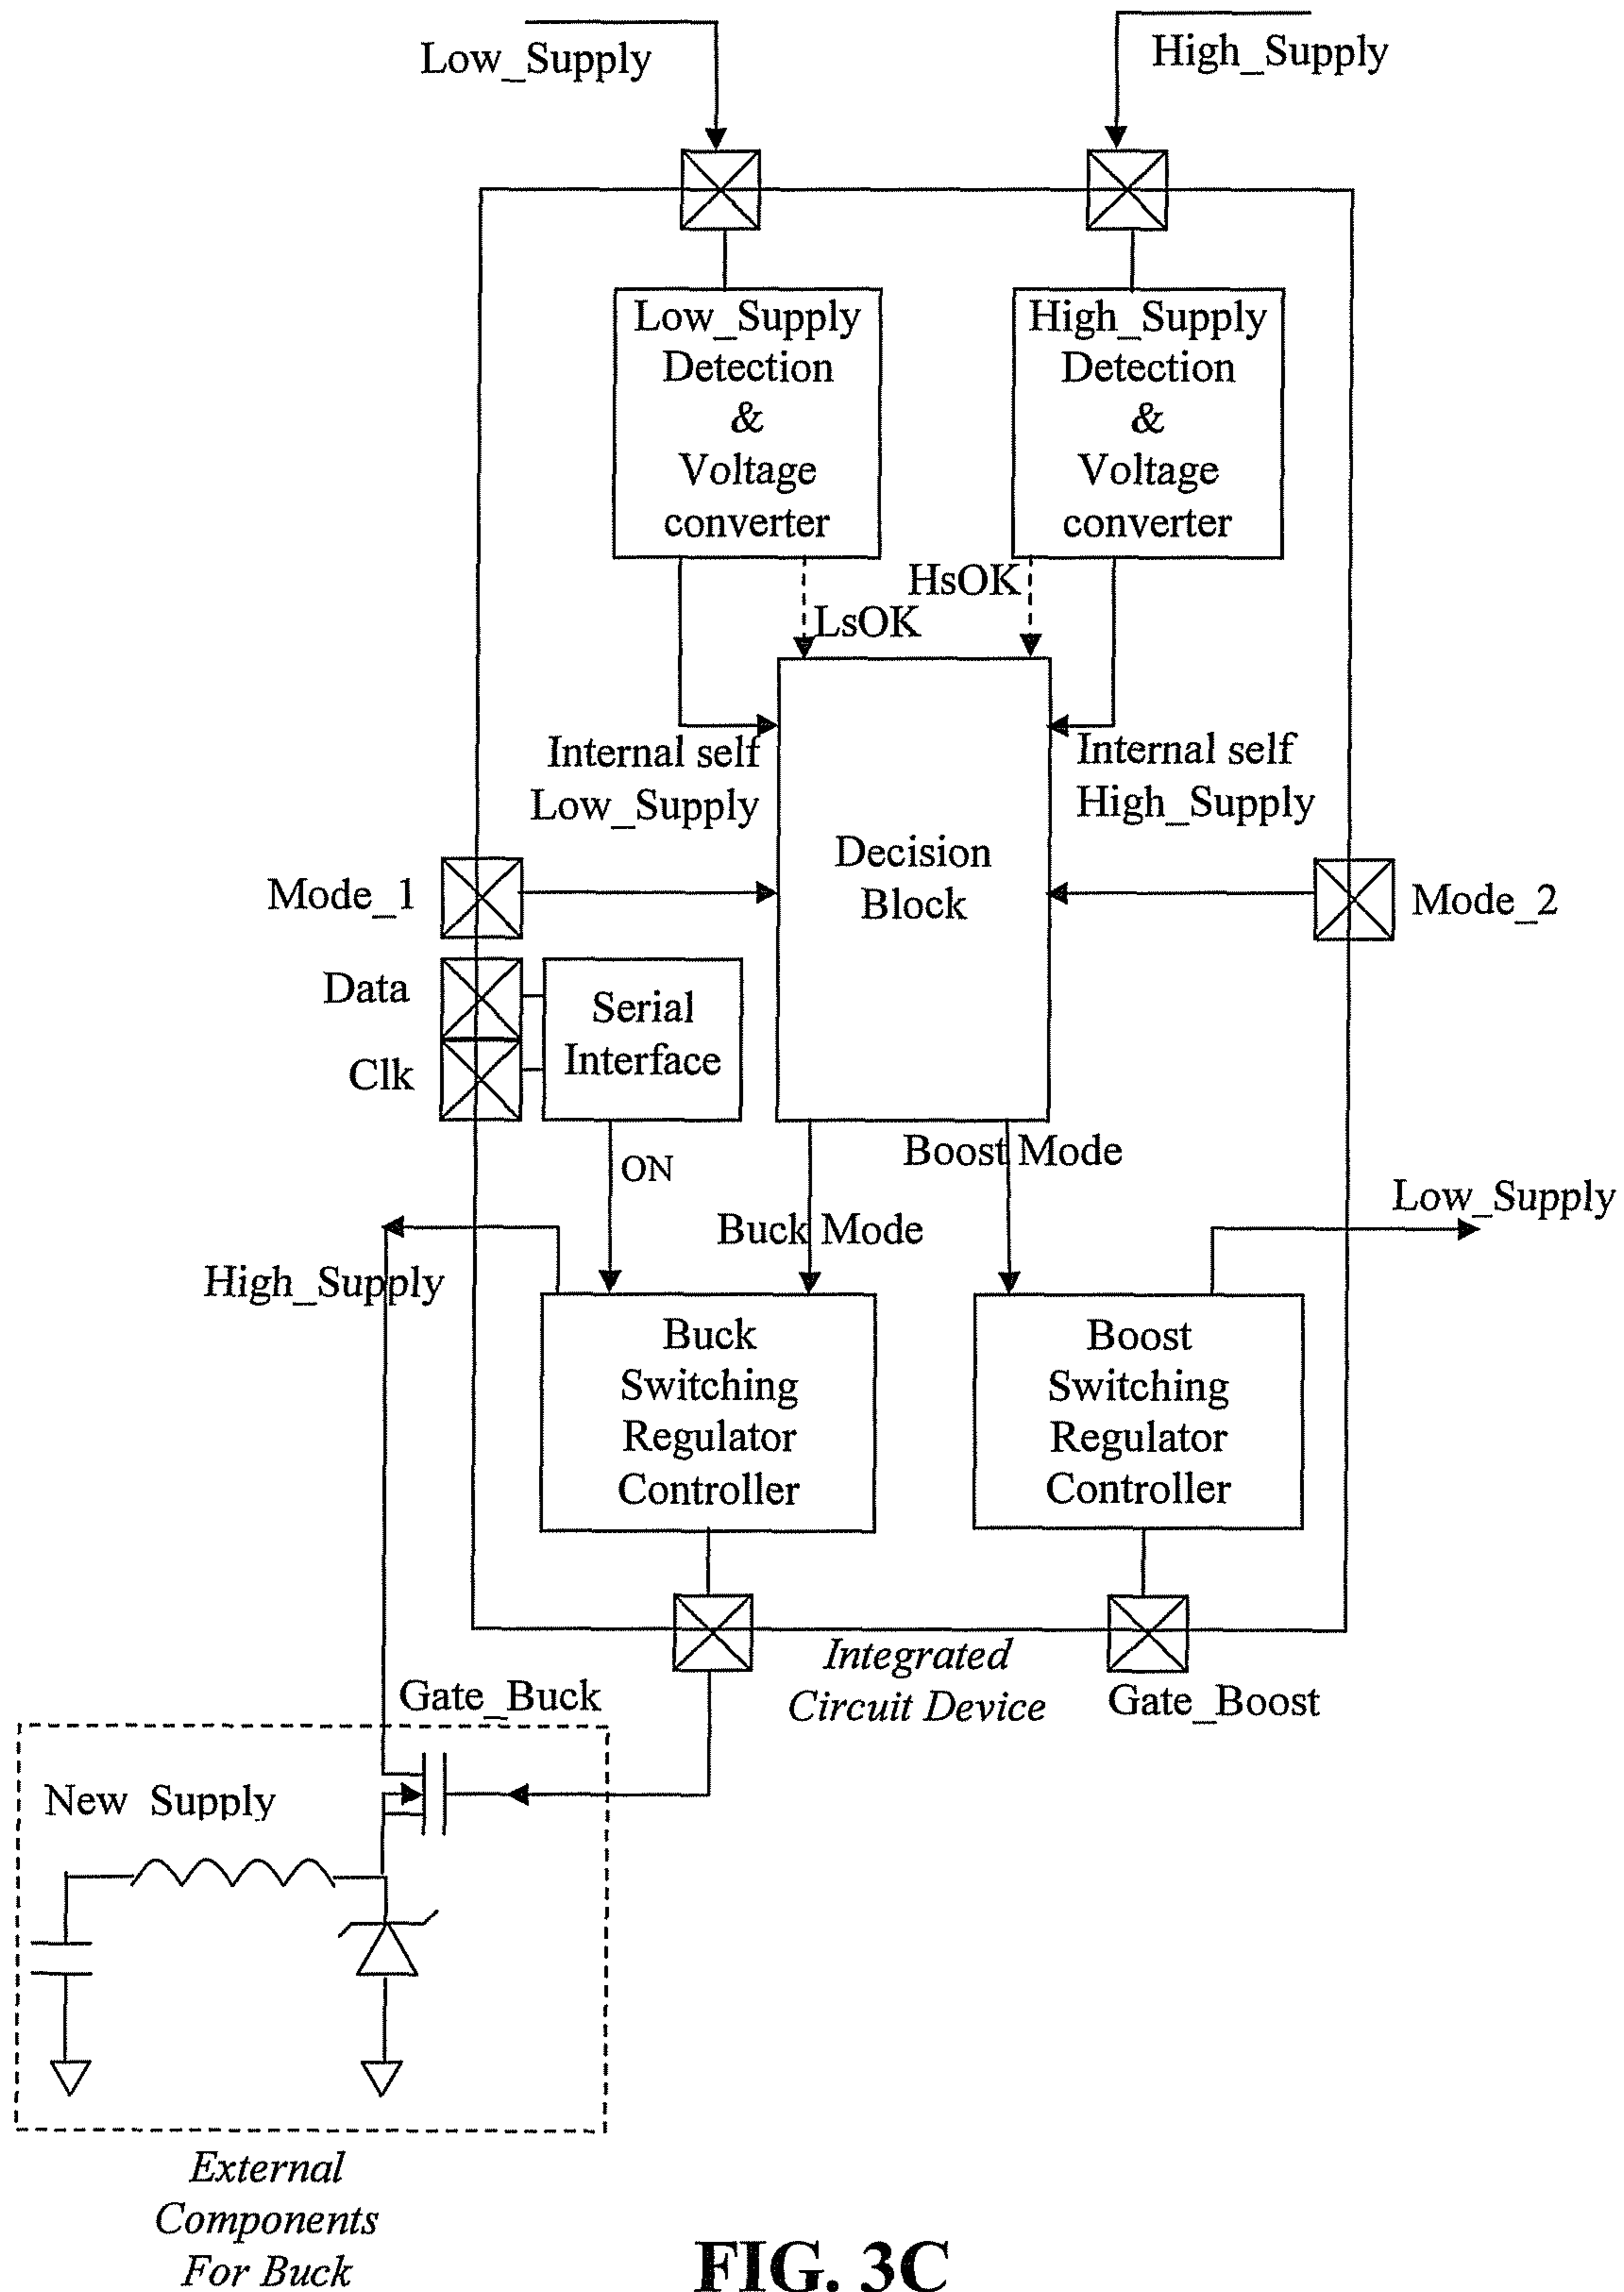 Low_Supply
High_Supply
Low_Supply
Detection
&
Voltage
converter
High_Supply
Detection
&
Voltage
converter
HsOK
LsOK
Internal self
Low_Supply
Internal self
High_Supply
Decision
Block
Mode_1
Mode_2
Data
Clk
Serial
Interface
ON
Boost Mode
Buck Mode
Low_Supply
High_Supply
Buck
Switching
Regulator
Controller
Boost
Switching
Regulator
Controller
Integrated
Circuit Device
Gate_Buck
Gate_Boost
New Supply
External
Components
For Buck
FIG. 3C